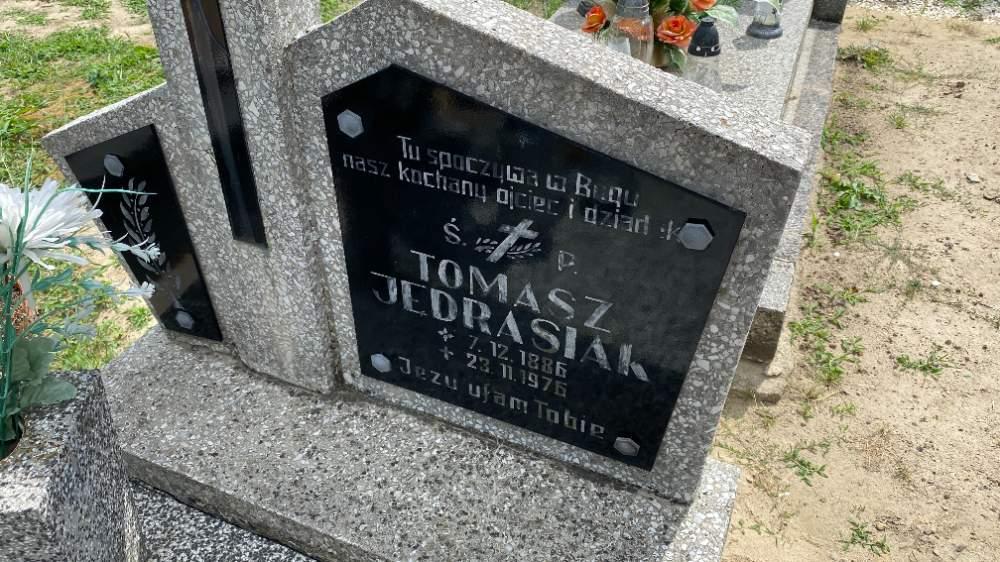 Tu spoczywa w Bogu
nasz kochany ojciec i dziad :k
Ś. P.
TOMASZ
JEDRASIAK
* 7.12.1886
+ 23.11.1976
Jezu ufam Tobie